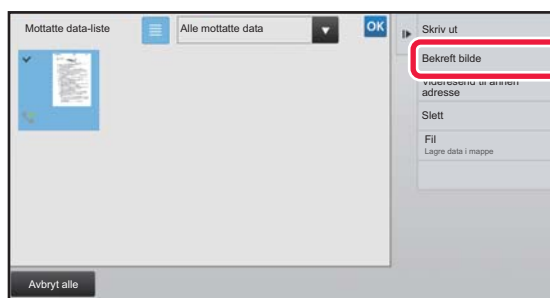 Mottatte data-liste
Alle mottatte data
OK
Skriv ut
Bekreft bilde
Videresend til annen
adresse
Slett
Fil
Lagre data i mappe
Avbryt alle